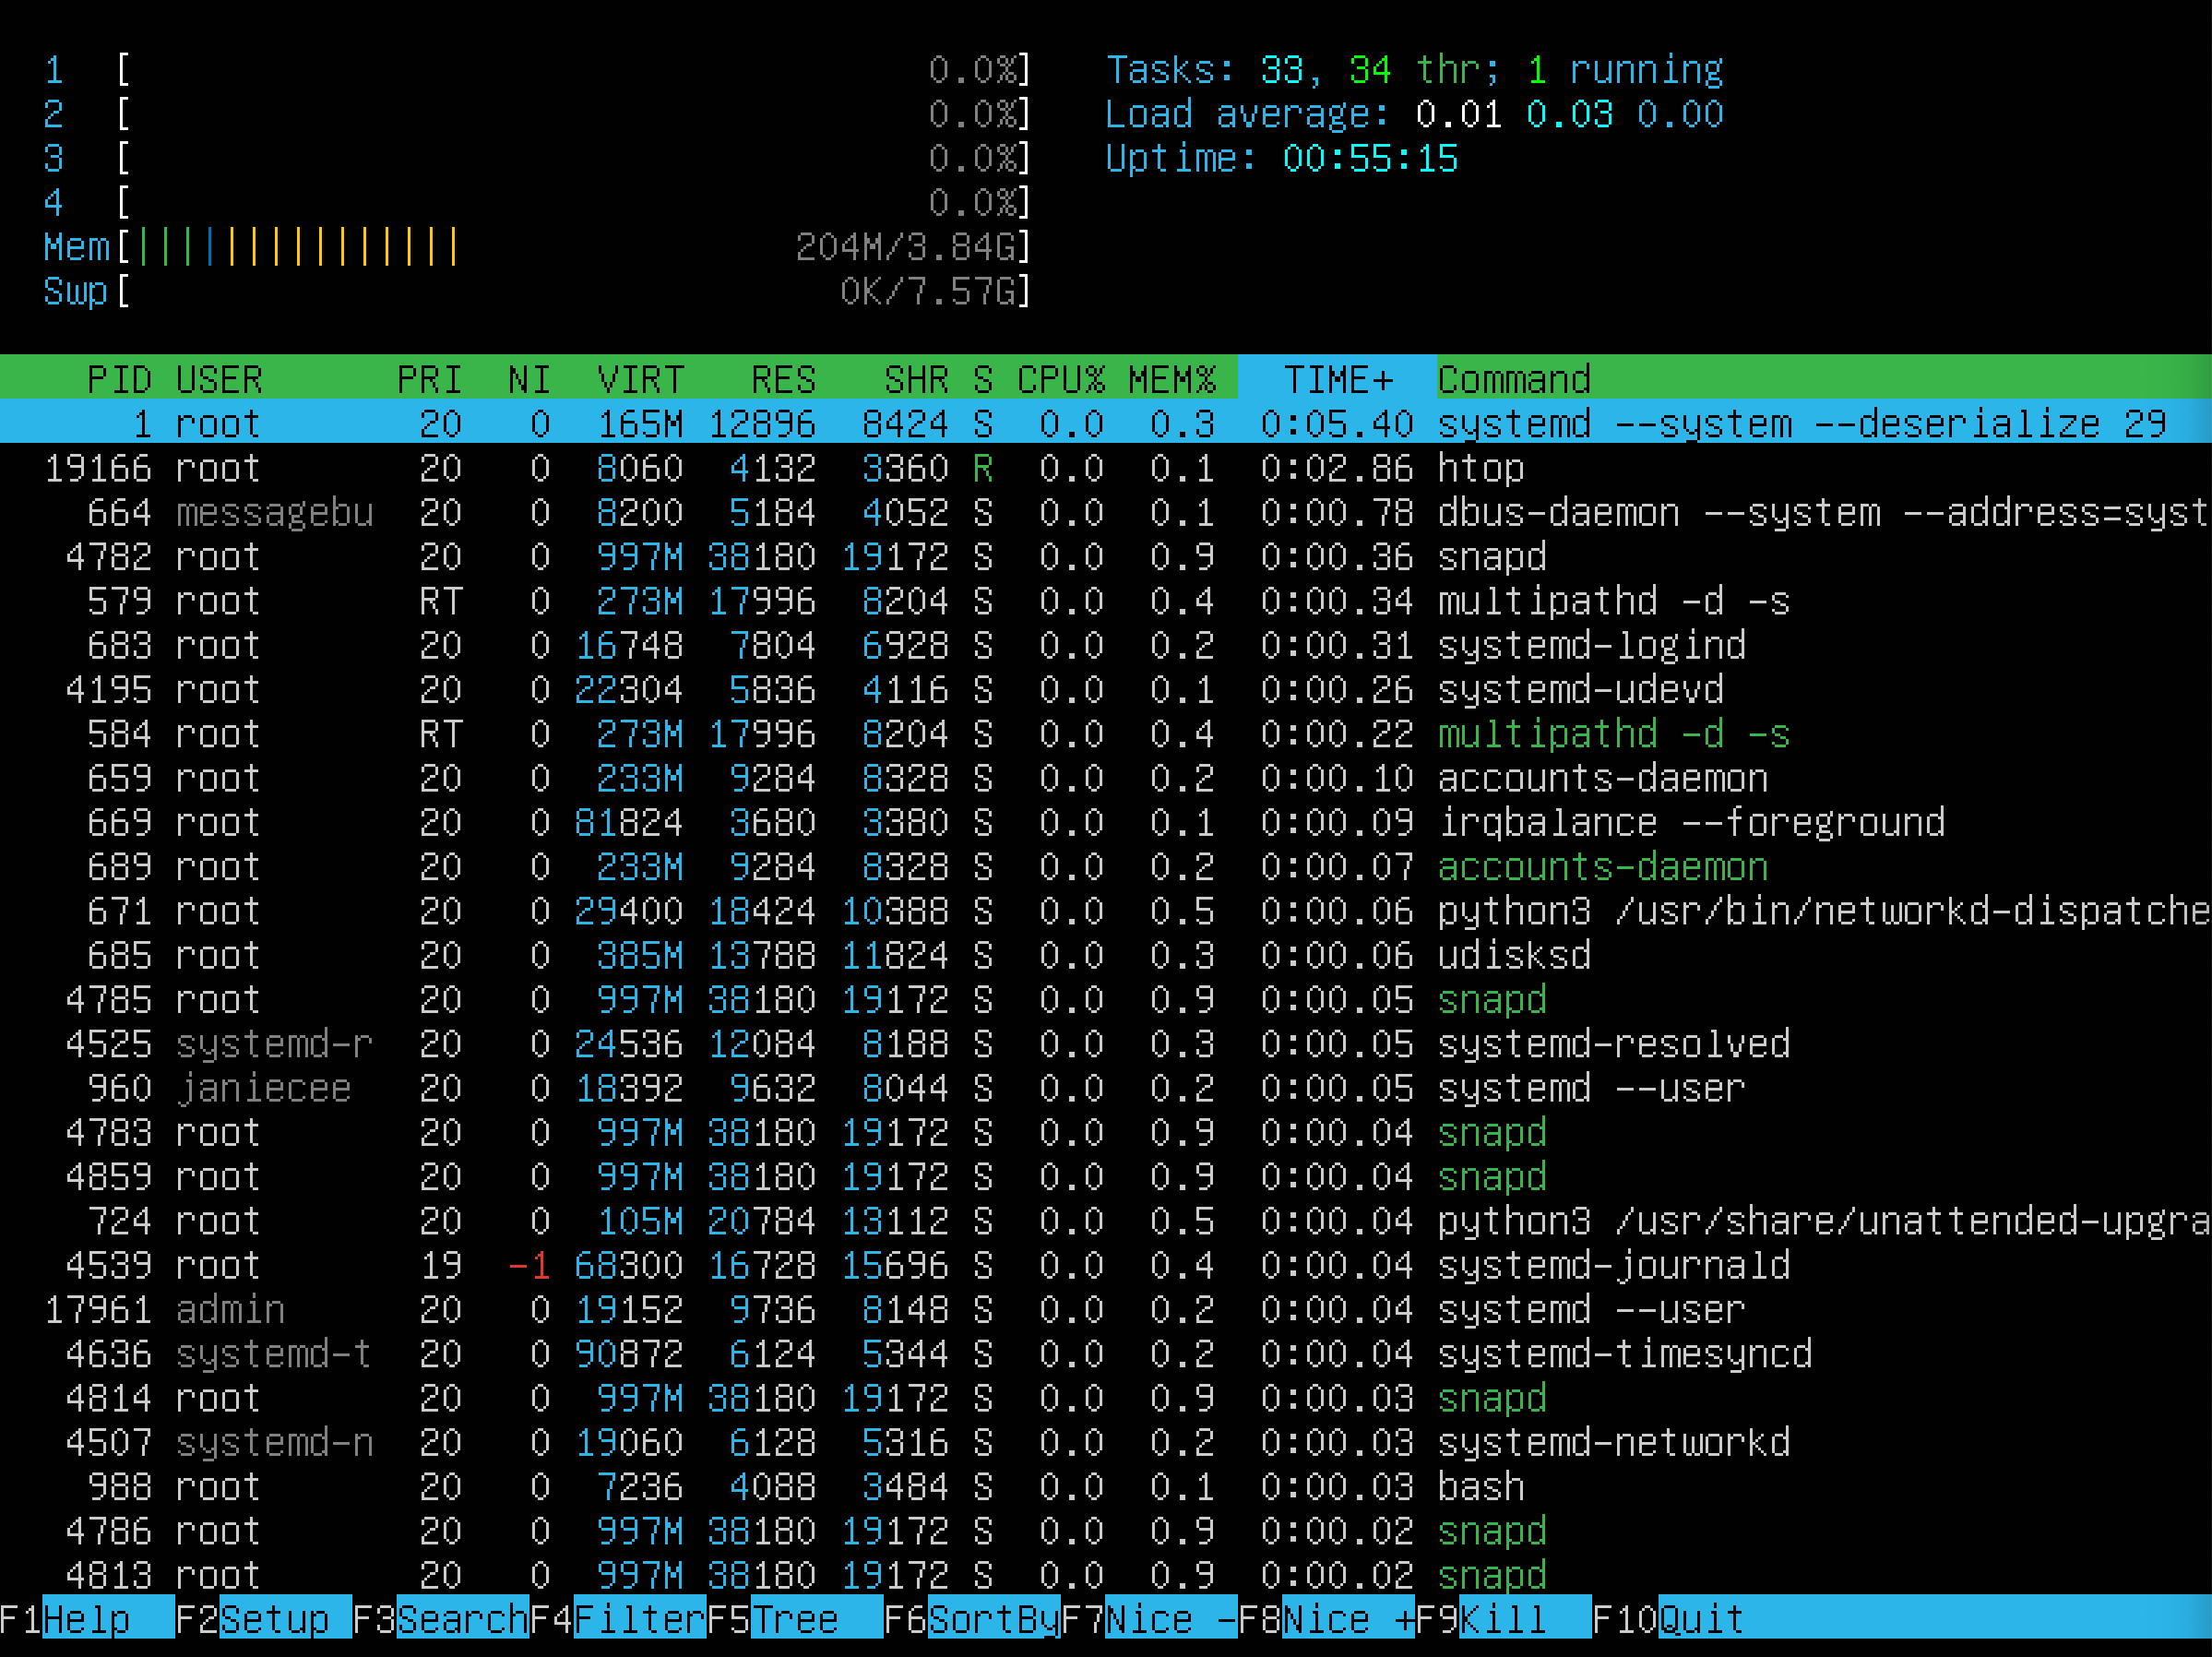 1 [ 0.0%] Tasks: 33, 34 thr; 1 running
2 [ 0.0%] Load average: 0.01 0.03 0.00
3 [ 0.0%] Uptime: 00:55:15
4 [ 0.0%]
Mem[||||||||||||||| 204M/3.84G]
Swp[ 0K/7.57G]
PID USER PRI NI VIRT RES SHR S CPU% MEM% TIME+ Command
1 root 20 0 165M 12896 8424 S 0.0 0.3 0:05.40 systemd --system --deserialize 29
19166 root 20 0 8060 4132 3360 R 0.0 0.1 0:02.86 htop
664 messagebu 20 0 8200 5184 4052 S 0.0 0.1 0:00.78 dbus-daemon --system --address=syst
4782 root 20 0 997M 38180 19172 S 0.0 0.9 0:00.36 snapd
579 root RT 0 273M 17996 8204 S 0.0 0.4 0:00.34 multipathd -d -s
683 root 20 0 16748 7804 6928 S 0.0 0.2 0:00.31 systemd-logind
4195 root 20 0 22304 5836 4116 S 0.0 0.1 0:00.26 systemd-udevd
584 root RT 0 273M 17996 8204 S 0.0 0.4 0:00.22 multipathd -d -s
659 root 20 0 233M 9284 8328 S 0.0 0.2 0:00.10 accounts-daemon
669 root 20 0 81824 3680 3380 S 0.0 0.1 0:00.09 irqbalance --foreground
689 root 20 0 233M 9284 8328 S 0.0 0.2 0:00.07 accounts-daemon
671 root 20 0 29400 18424 10388 S 0.0 0.5 0:00.06 python3 /usr/bin/networkd-dispatche
685 root 20 0 385M 13788 11824 S 0.0 0.3 0:00.06 udisksd
4785 root 20 0 997M 38180 19172 S 0.0 0.9 0:00.05 snapd
4525 systemd-r 20 0 24536 12084 8188 S 0.0 0.3 0:00.05 systemd-resolved
960 janiecee 20 0 18392 9632 8044 S 0.0 0.2 0:00.05 systemd --user
4783 root 20 0 997M 38180 19172 S 0.0 0.9 0:00.04 snapd
4859 root 20 0 997M 38180 19172 S 0.0 0.9 0:00.04 snapd
724 root 20 0 105M 20784 13112 S 0.0 0.5 0:00.04 python3 /usr/share/unattended-upgra
4539 root 19 -1 68300 16728 15696 S 0.0 0.4 0:00.04 systemd-journald
17961 admin 20 0 19152 9736 8148 S 0.0 0.2 0:00.04 systemd --user
4636 systemd-t 20 0 90872 6124 5344 S 0.0 0.2 0:00.04 systemd-timesyncd
4814 root 20 0 997M 38180 19172 S 0.0 0.9 0:00.03 snapd
4507 systemd-n 20 0 19060 6128 5316 S 0.0 0.2 0:00.03 systemd-networkd
988 root 20 0 7236 4088 3484 S 0.0 0.1 0:00.03 bash
4786 root 20 0 997M 38180 19172 S 0.0 0.9 0:00.02 snapd
4813 root 20 0 997M 38180 19172 S 0.0 0.9 0:00.02 snapd
F1Help F2Setup F3SearchF4FilterF5Tree F6SortByF7Nice -F8Nice +F9Kill F10Quit